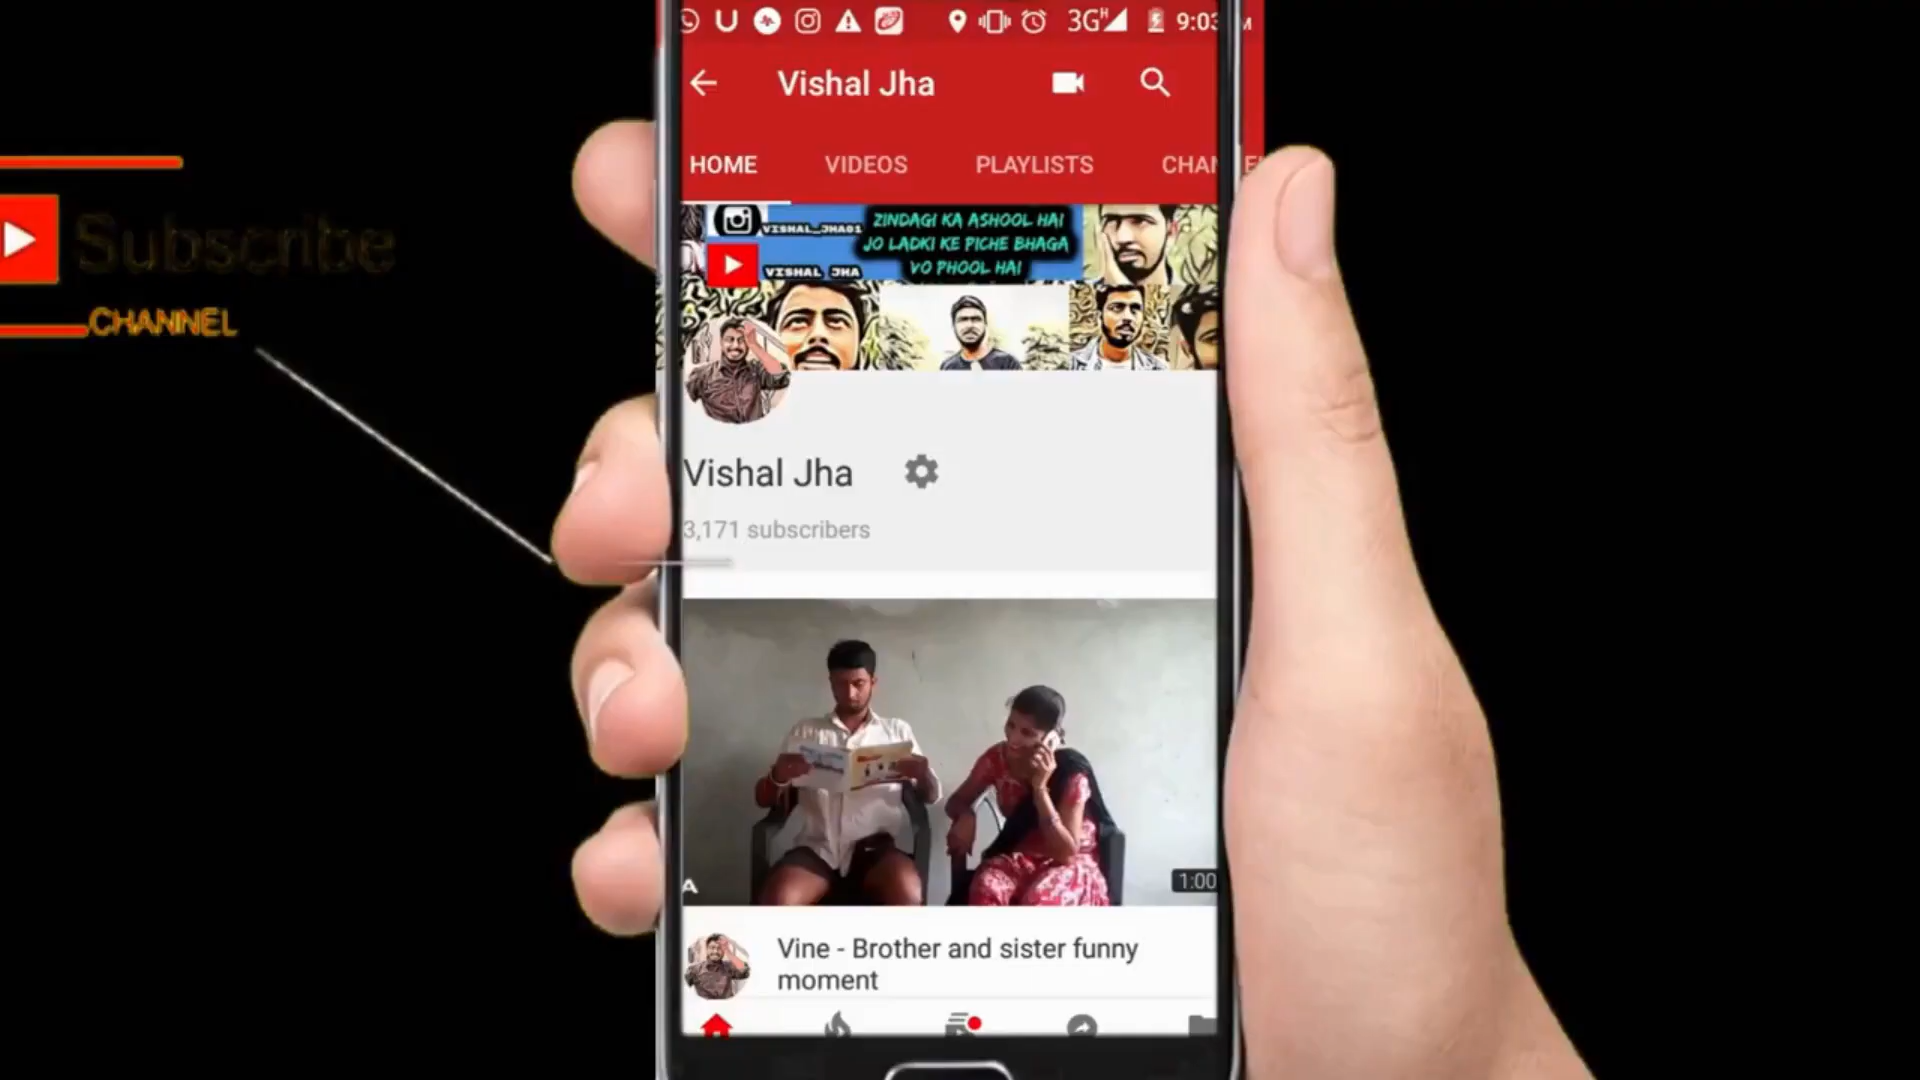 3G H 9:03
Vishal Jha
HOME VIDEOS PLAYLISTS
VISHAL_JHA01
ZINDAGI KA ASHOOL HAI
JO LADKI KE PICHE BHAGA
VO PHOOL HAI
VISHAL JHA
Subscribe
CHANNEL
Vishal Jha
3,171 subscribers
A
1:00
Vine - Brother and sister funny
moment